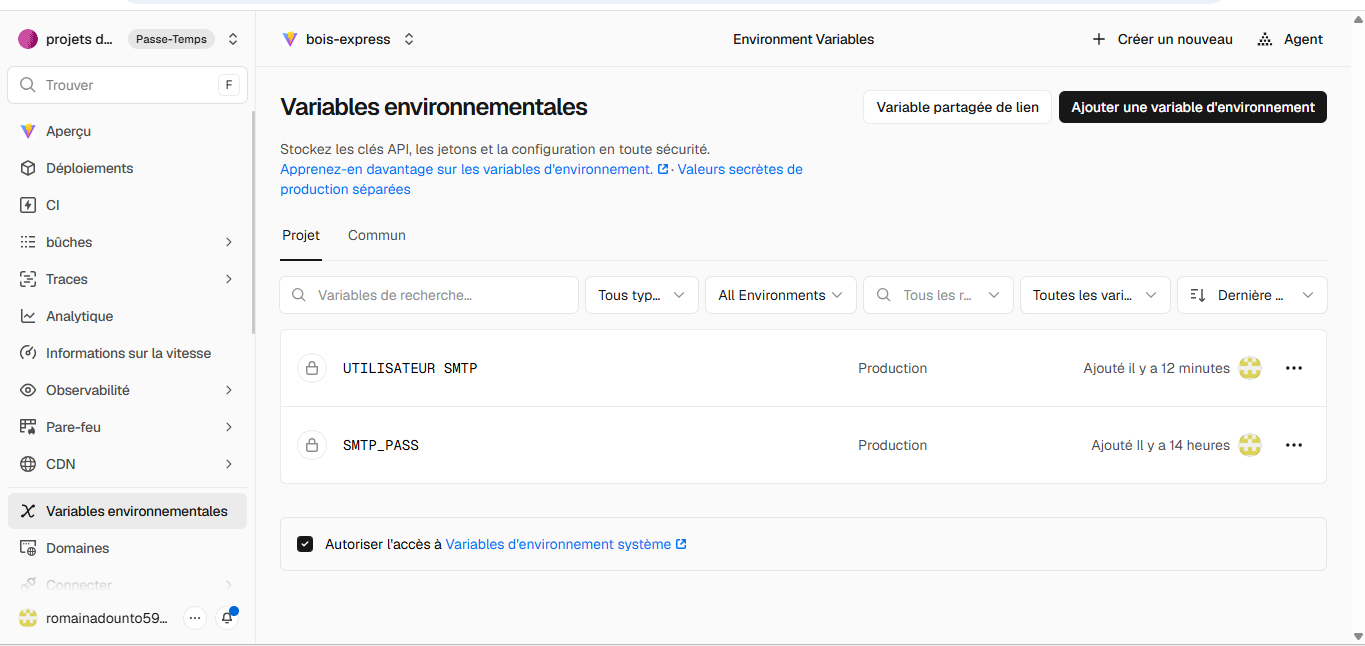 projets d... Passe-Temps
Trouver F
Aperçu
Déploiements
CI
bûches
Traces
Analytique
Informations sur la vitesse
Observabilité
Pare-feu
CDN
Variables environnementales
Domaines
Connecter
romainadounto59...
bois-express
Environment Variables
Créer un nouveau
Agent
Variables environnementales
Variable partagée de lien
Ajouter une variable d'environnement
Stockez les clés API, les jetons et la configuration en toute sécurité.
Apprenez-en davantage sur les variables d'environnement. · Valeurs secrètes de
production séparées
Projet Commun
Variables de recherche... Tous typ... All Environments Tous les r... Toutes les vari... Dernière ...
UTILISATEUR SMTP Production Ajouté il y a 12 minutes
SMTP_PASS Production Ajouté Il y a 14 heures
Autoriser l'accès à Variables d'environnement système